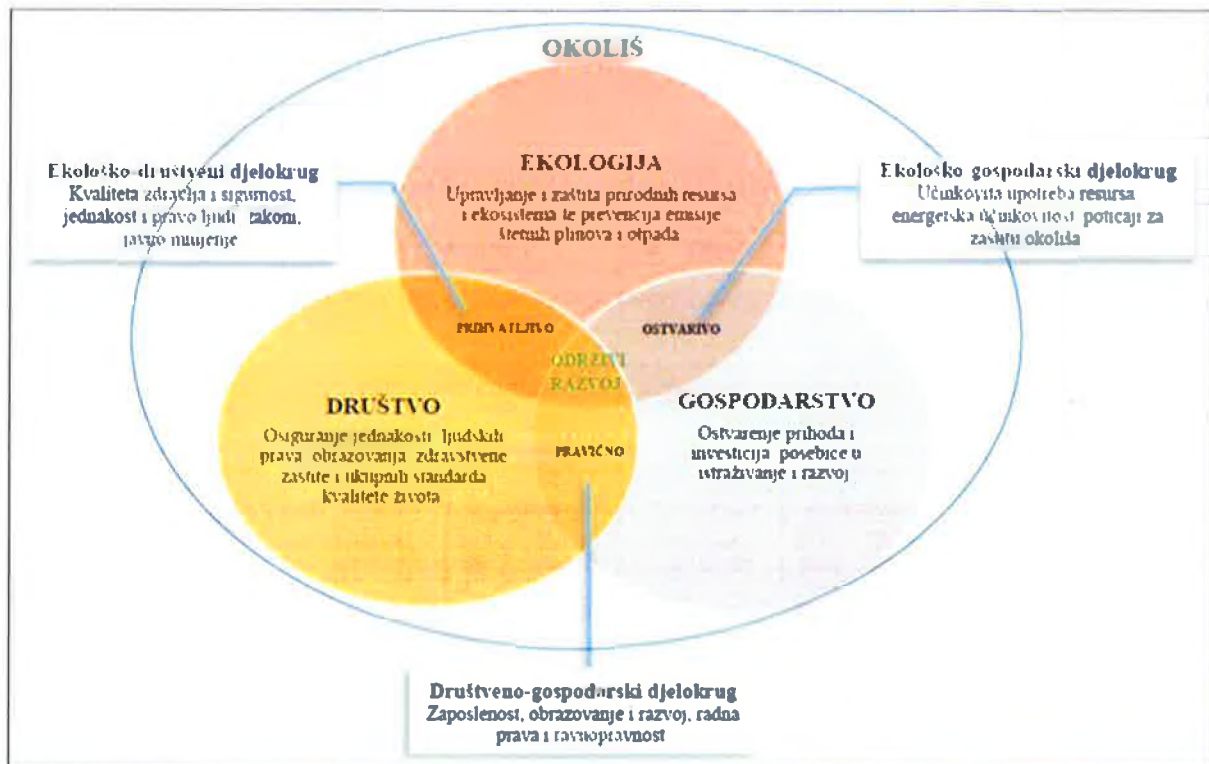 OKOLIŠ
EKOLOGIJA
Upravljanje i zaštita prirodnih resursa
i ekosistema te prevencija emisije
štetnih plinova i otpada
Ekološko-društveni djelokrug
Kvaliteta zdravlja i sigurnost,
jednakost i pravo ljudi, zakoni,
javno mnijenje
Ekološko gospodarski djelokrug
Učinkovita upotreba resursa
energetska učinkovitost poticaji za
zaštitu okoliša
PRIHVATLJIVO
OSTVARIVO
ODRŽIVI
RAZVOJ
DRUŠTVO
Osiguranje jednakosti ljudskih
prava obrazovanja zdravstvene
zaštite i ukupnih standarda
kvalitete života
PRAVIČNO
GOSPODARSTVO
Ostvarenje prihoda i
investicija posebice u
istraživanje i razvoj
Društveno-gospodarski djelokrug
Zaposlenost, obrazovanje i razvoj, radna
prava i ravnopravnost